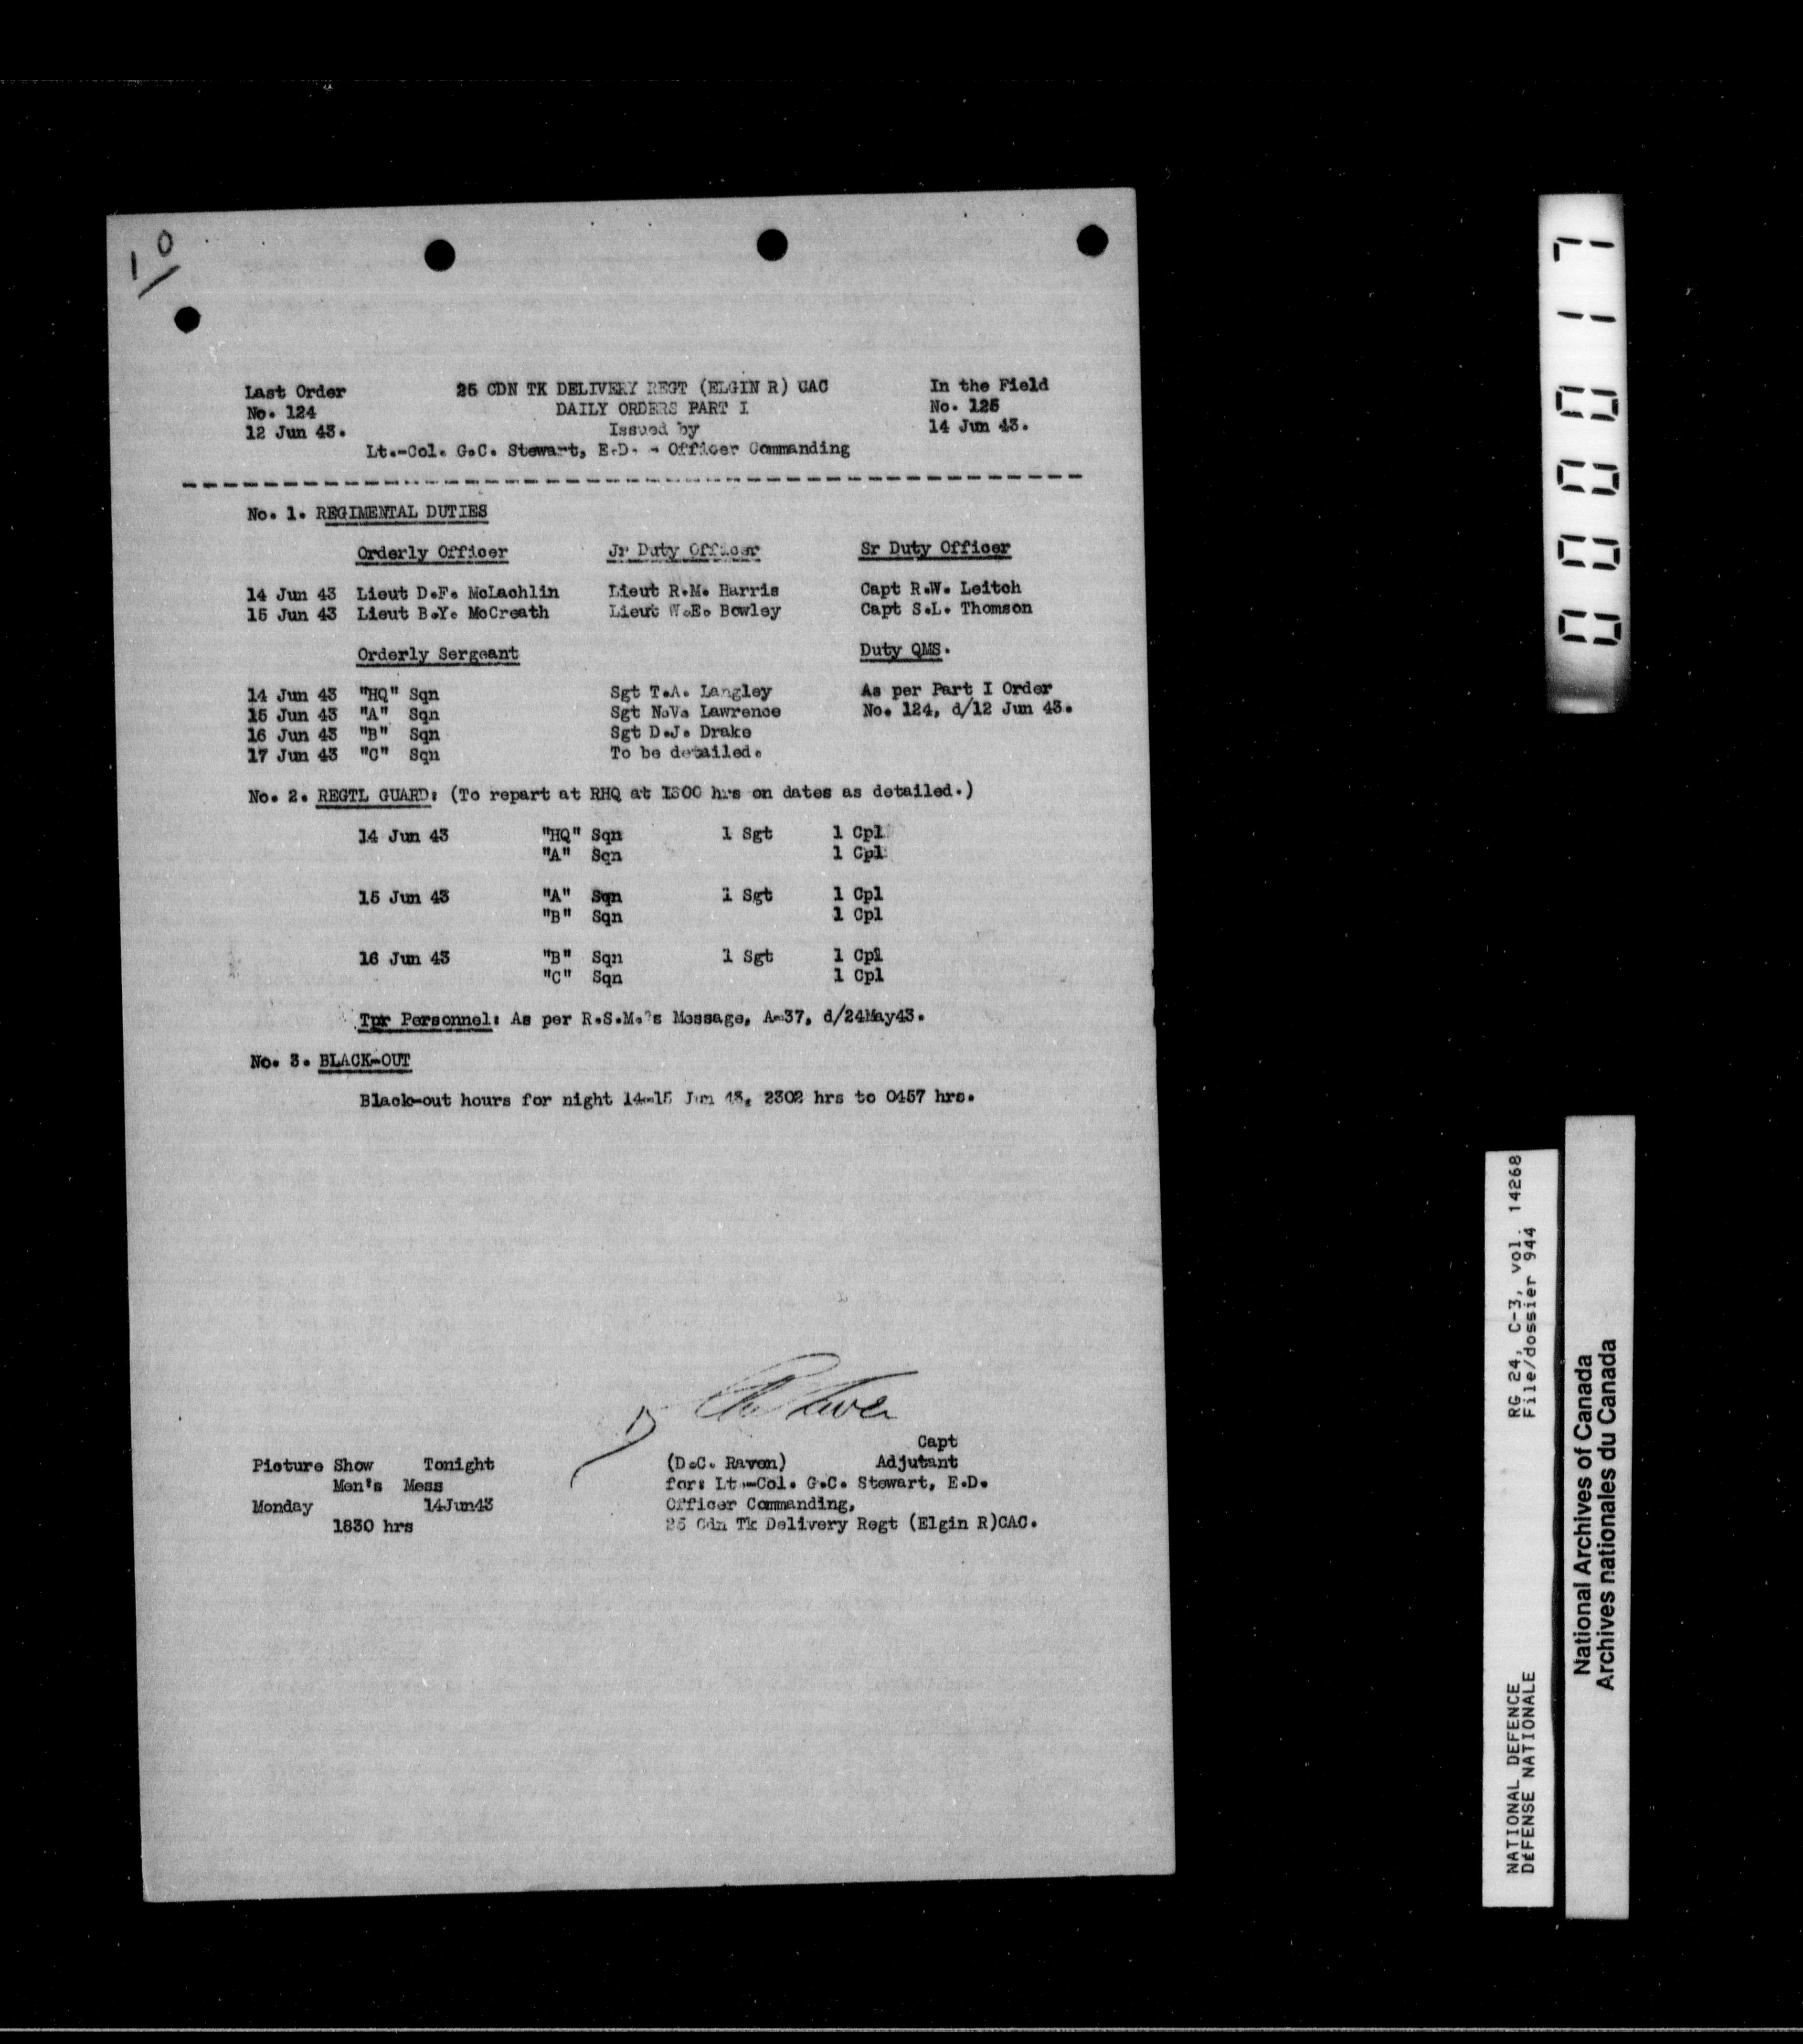 10
Last Order 25 CDN TK DELIVERY REGT (ELGIN R) CAC In the Field
No. 124 DAILY ORDERS PART I No. 125
12 Jun 43. Issued by 14 Jun 43.
Lt.-Col. G.C. Stewart, E.D. - Officer Commanding
No. 1. REGIMENTAL DUTIES
Orderly Officer Jr Duty Officer Sr Duty Officer
14 Jun 43 Lieut D.F. McLachlin Lieut R.M. Harris Capt R.W. Leitch
15 Jun 43 Lieut B.Y. McCreath Lieut W.E. Bowley Capt S.L. Thomson
Orderly Sergeant Duty QMS.
14 Jun 43 "HQ" Sqn Sgt T.A. Langley As per Part I Order
15 Jun 43 "A" Sqn Sgt N.V. Lawrence No. 124, d/12 Jun 43.
16 Jun 43 "B" Sqn Sgt D.J. Drake
17 Jun 43 "C" Sqn To be detailed.
No. 2. REGTL GUARD: (To repart at RHQ at 1800 hrs on dates as detailed.)
14 Jun 43 "HQ" Sqn 1 Sgt 1 Cpl
"A" Sqn 1 Cpl
15 Jun 43 "A" Sqn 1 Sgt 1 Cpl
"B" Sqn 1 Cpl
16 Jun 43 "B" Sqn 1 Sgt 1 Cpl
"C" Sqn 1 Cpl
Tpr Personnel: As per R.S.M.'s Message, A-37, d/24May43.
No. 3. BLACK-OUT
Black-out hours for night 14-15 Jun 43, 2302 hrs to 0457 hrs.
Capt
Picture Show Tonight (D.C. Raven) Adjutant
Men's Mess for: Lt.-Col. G.C. Stewart, E.D.
Monday 14Jun43 Officer Commanding,
1830 hrs 25 Cdn Tk Delivery Regt (Elgin R)CAC.
000017
RG 24, C-3, vol. 14268
File/dossier 944
NATIONAL DEFENCE
DÉFENSE NATIONALE
National Archives of Canada
Archives nationales du Canada